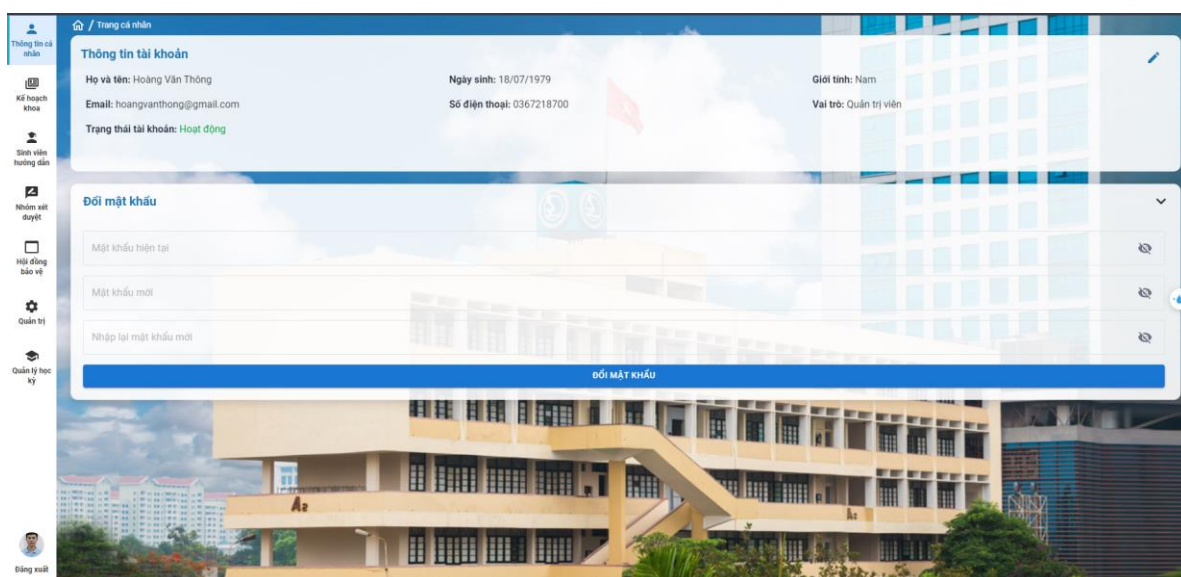 / Trang cá nhân
Thông tin cá
nhân
Kế hoạch
khoa
Sinh viên
hướng dẫn
Nhóm xét
duyệt
Hội đồng
bảo vệ
Quản trị
Quản lý học
kỳ
Đăng xuất
Thông tin tài khoản
Họ và tên: Hoàng Văn Thông
Ngày sinh: 18/07/1979
Giới tính: Nam
Email: hoangvanthong@gmail.com
Số điện thoại: 0367218700
Vai trò: Quản trị viên
Trạng thái tài khoản: Hoạt động
Đổi mật khẩu
Mật khẩu hiện tại
Mật khẩu mới
Nhập lại mật khẩu mới
ĐỔI MẬT KHẨU
A2